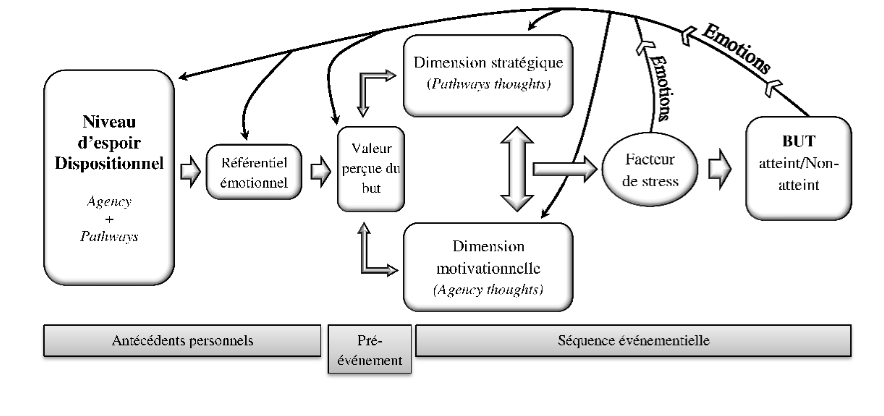 Niveau
d'espoir
Dispositionnel
Agency
+
Pathways
Référentiel
émotionnel
Valeur
perçue du
but
Dimension stratégique
(Pathways thoughts)
Dimension
motivationnelle
(Agency thoughts)
Facteur
de stress
Emotions
Emotions
BUT
atteint/Non-
atteint
Antécédents personnels
Pré-
événement
Séquence événementielle